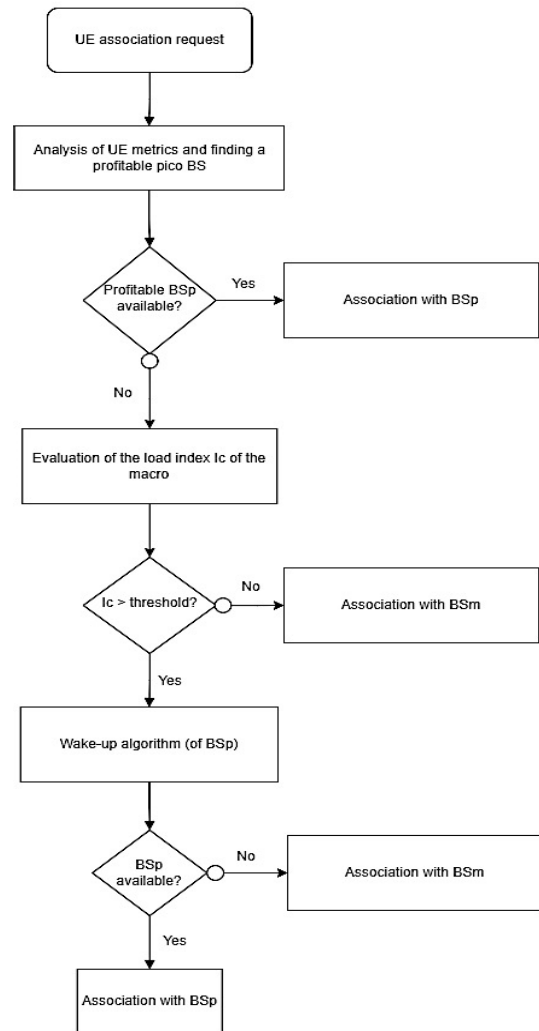 UE association request
Analysis of UE metrics and finding a
profitable pico BS
Profitable BSp
available?
Yes
Association with BSp
No
Evaluation of the load index Ic of the
macro
Ic > threshold?
No
Association with BSm
Yes
Wake-up algorithm (of BSp)
BSp
available?
No
Association with BSm
Yes
Association with BSp